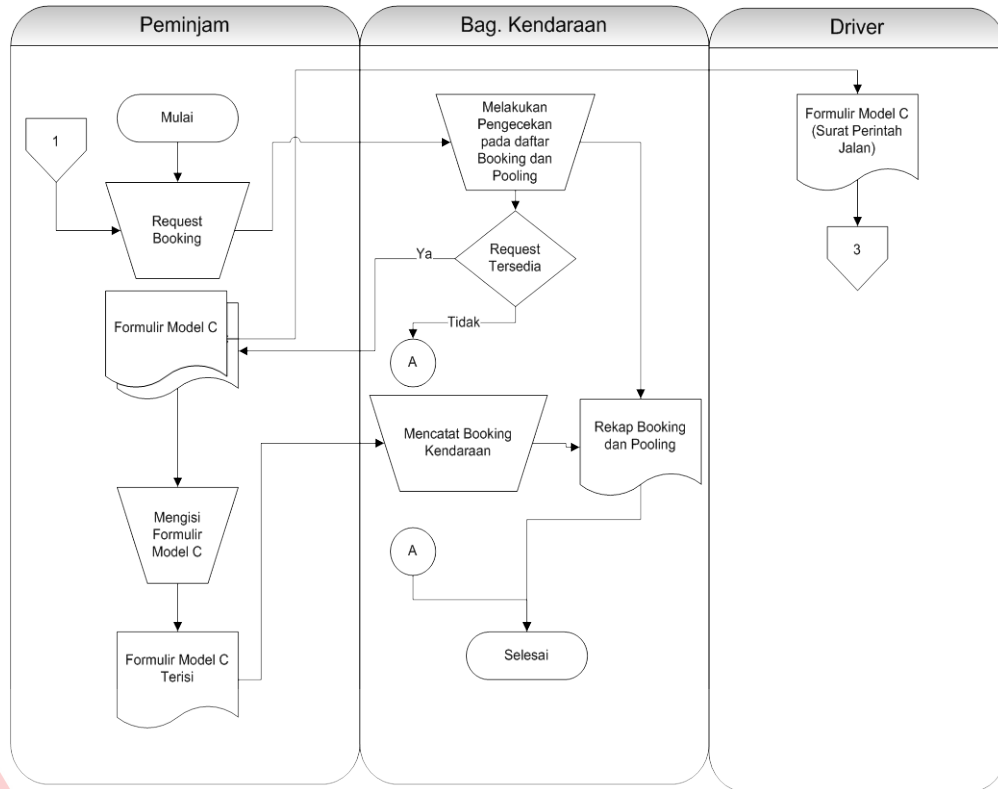 Peminjam
Bag. Kendaraan
Driver
1
Mulai
Request
Booking
Formulir Model C
Mengisi
Formulir
Model C
Formulir Model C
Terisi
Melakukan
Pengecekan
pada daftar
Booking dan
Pooling
Ya
Request
Tersedia
Tidak
A
Mencatat Booking
Kendaraan
Rekap Booking
dan Pooling
A
Selesai
Formulir Model C
(Surat Perintah
Jalan)
3